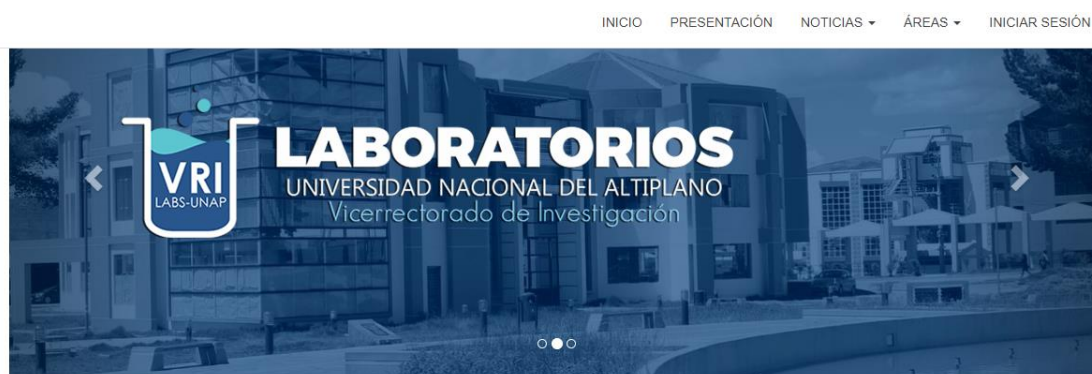 INICIO PRESENTACIÓN NOTICIAS ÁREAS INICIAR SESIÓN
VRI
LABS-UNAP
LABORATORIOS
UNIVERSIDAD NACIONAL DEL ALTIPLANO
Vicerrectorado de Investigación